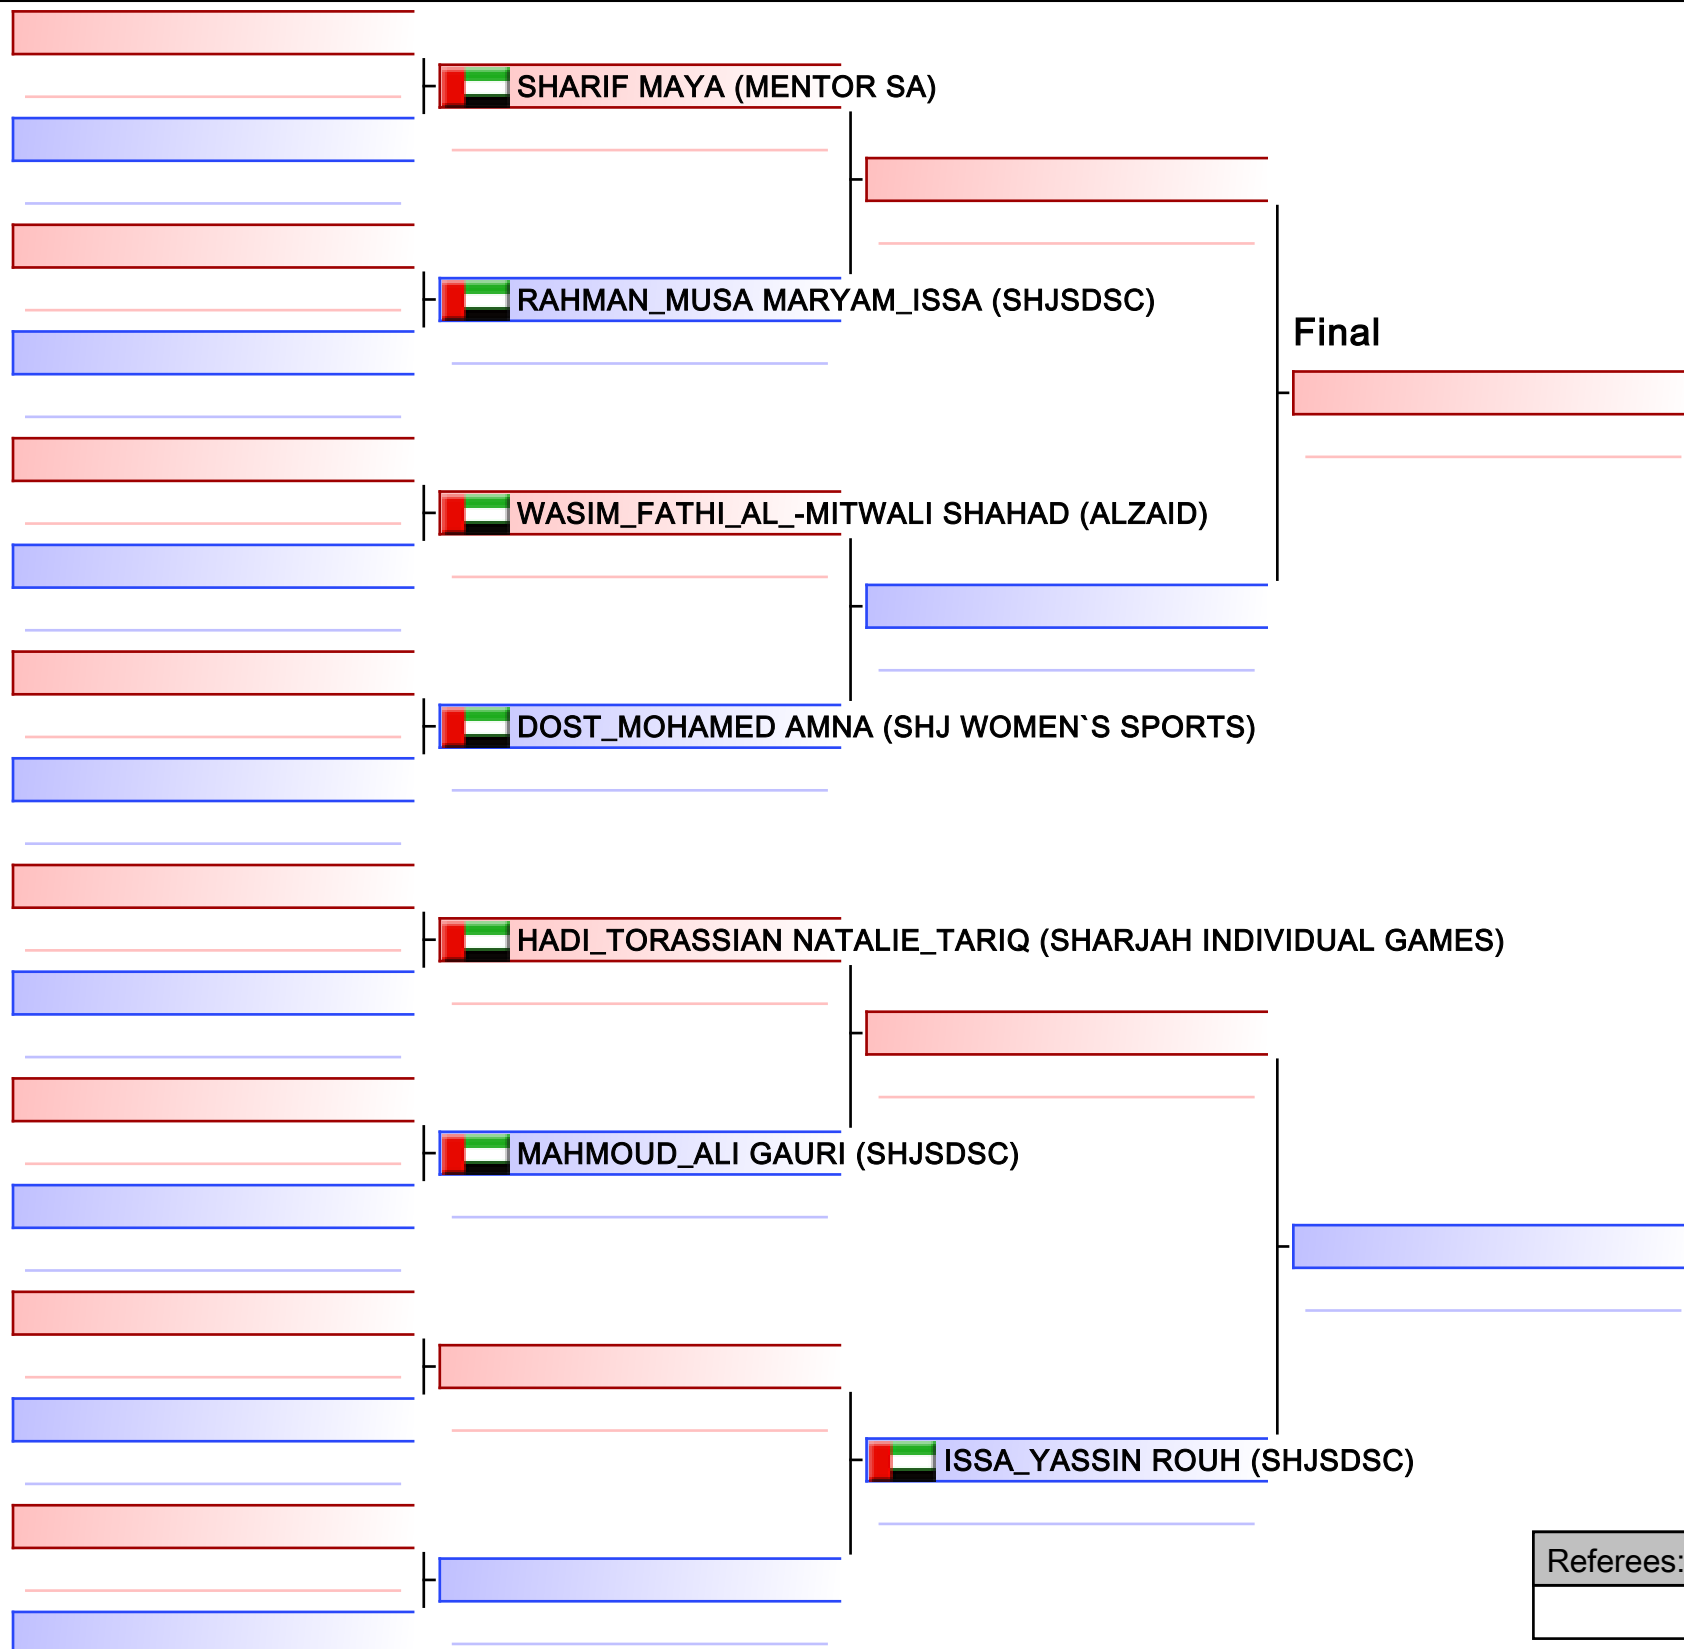 SHARIF MAYA (MENTOR SA)
RAHMAN_MUSA MARYAM_ISSA (SHJSDSC)
Final
WASIM_FATHI_AL_-MITWALI SHAHAD (ALZAID)
DOST_MOHAMED AMNA (SHJ WOMEN`S SPORTS)
HADI_TORASSIAN NATALIE_TARIQ (SHARJAH INDIVIDUAL GAMES)
MAHMOUD_ALI GAURI (SHJSDSC)
ISSA_YASSIN ROUH (SHJSDSC)
Referees: